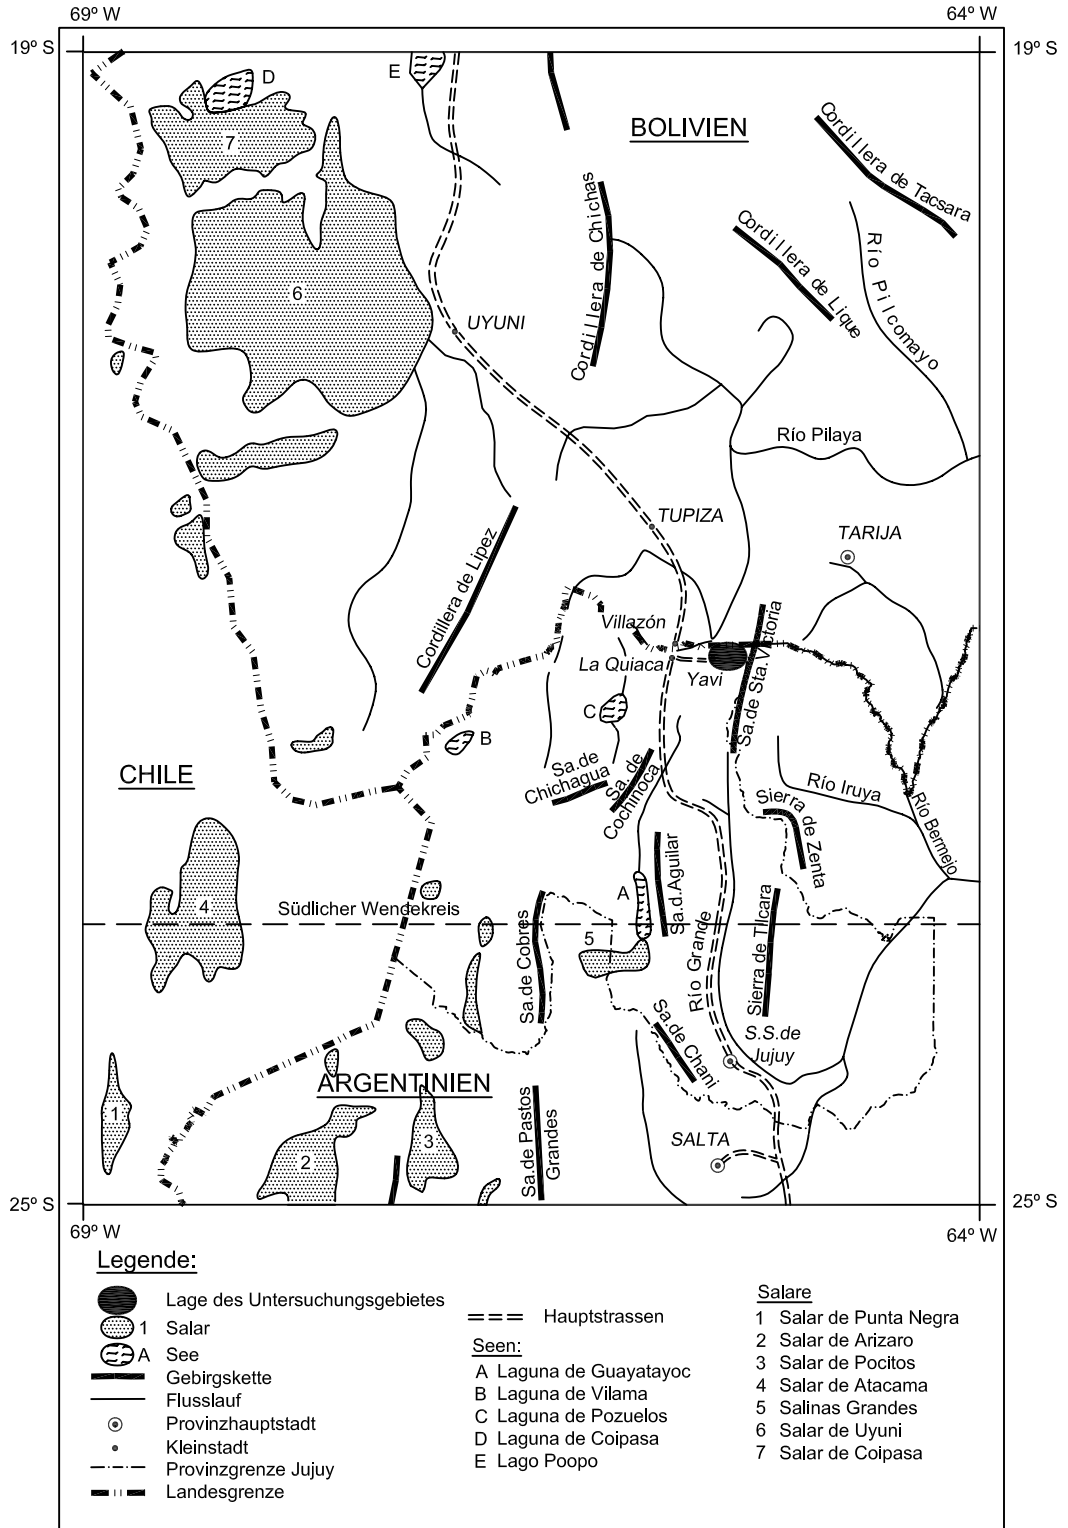 69º W
64º W
19º S
19º S
D
E
BOLIVIEN
7
Cordillera de Tacsara
Cordillera de Chichas
Cordillera de Lique
Río Pilcomayo
6
UYUNI
Río Pilaya
TUPIZA
TARIJA
Cordillera de Lipez
Villazón
La Quiaca
Yavi
Sa.de Sta.Victoria
C
B
CHILE
Sa.de
Chichagua
Sa. de
Cochinoca
Río Iruya
Sierra de Zenta
Río Bermejo
A
Sa.d.Aguilar
4
Südlicher Wendekreis
Sa.de Cobres
5
Río Grande
Sierra de Tilcara
Sa.de Chani
S.S.de
Jujuy
ARGENTINIEN
1
2
3
Sa.de Pastos
Grandes
SALTA
25º S
25º S
69º W
64º W
Legende:
Lage des Untersuchungsgebietes
1 Salar
A See
Gebirgskette
Flusslauf
Provinzhauptstadt
Kleinstadt
Provinzgrenze Jujuy
Landesgrenze
Hauptstrassen
Seen:
A Laguna de Guayatayoc
B Laguna de Vilama
C Laguna de Pozuelos
D Laguna de Coipasa
E Lago Poopo
Salare
1 Salar de Punta Negra
2 Salar de Arizaro
3 Salar de Pocitos
4 Salar de Atacama
5 Salinas Grandes
6 Salar de Uyuni
7 Salar de Coipasa